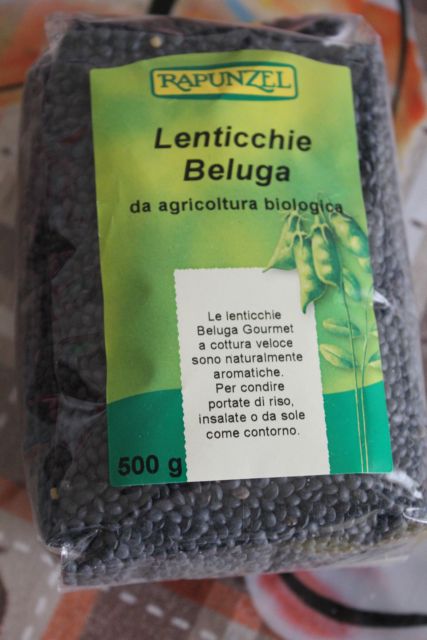 RAPUNZEL
Lenticchie
Beluga
da agricoltura biologica
Le lenticchie
Beluga Gourmet
a cottura veloce
sono naturalmente
aromatiche.
Per condire
portate di riso,
insalate o da sole
come contorno.
500 g